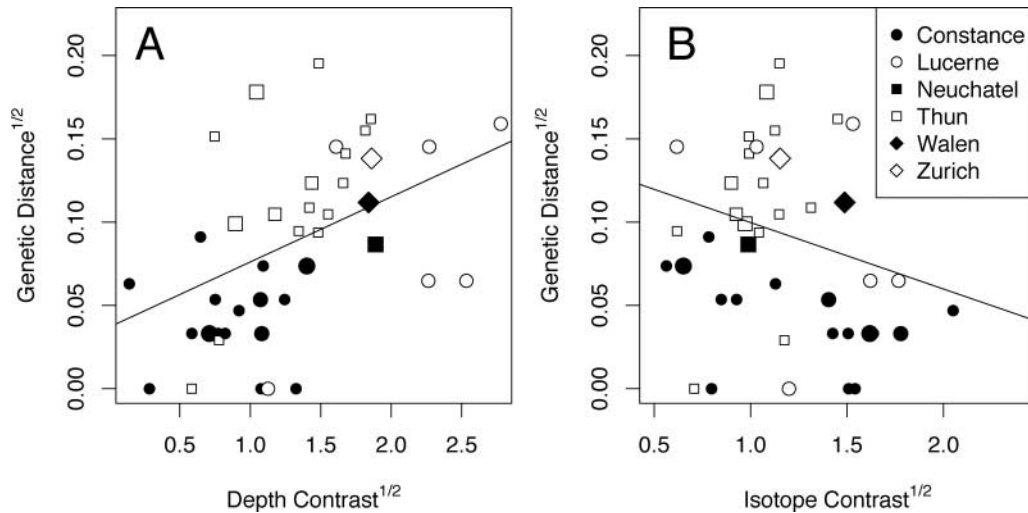 A
Genetic Distance1/2
0.00 0.05 0.10 0.15 0.20
0.5 1.0 1.5 2.0 2.5
Depth Contrast1/2
B
Constance
Lucerne
Neuchatel
Thun
Walen
Zurich
Genetic Distance1/2
0.00 0.05 0.10 0.15 0.20
0.5 1.0 1.5 2.0
Isotope Contrast1/2